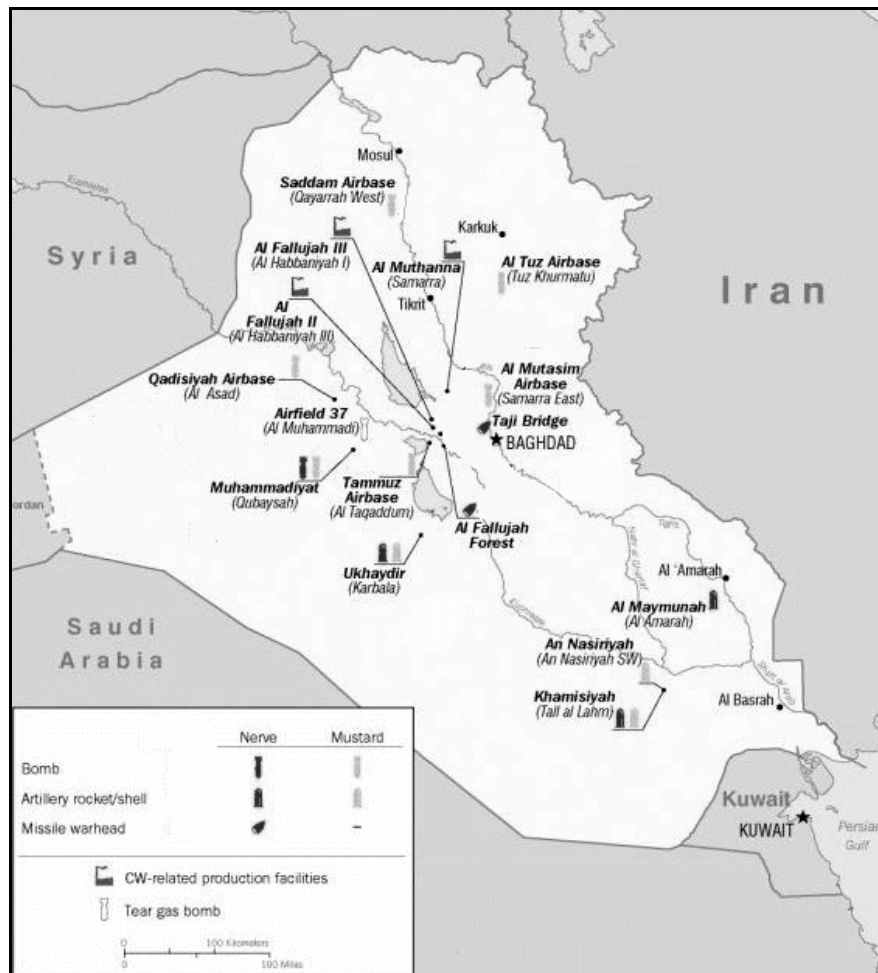 Mosul
Saddam Airbase
(Qayarrah West)
Euphrates
Syria
Karkuk
Al Fallujah III
(Al Habbaniyah I)
Al Muthanna
(Samarra)
Al Tuz Airbase
(Tuz Khurmatu)
Iran
Tikrit
Al
Fallujah II
(Al Habbaniyah III)
Qadisiyah Airbase
(Al Asad)
Al Mutasim
Airbase
(Samarra East)
Airfield 37
(Al Muhammadi)
Taji Bridge
BAGHDAD
Muhammadiyat
(Qubaysah)
Tammuz
Airbase
(Al Taqaddum)
Al Fallujah
Forest
ordan
Ukhaydir
(Karbala)
Tigris
Al 'Amarah
Al Maymunah
(Al Amarah)
Euphrates
Saudi
Arabia
An Nasiriyah
(An Nasiriyah SW)
Khamisiyah
(Tall al Lahm)
Shatt al Arab
Al Basrah
Kuwait
KUWAIT
Persian
Gulf
Nerve Mustard
Bomb
Artillery rocket/shell
Missile warhead –
CW-related production facilities
Tear gas bomb
0 100 Kilometers
0 100 Miles